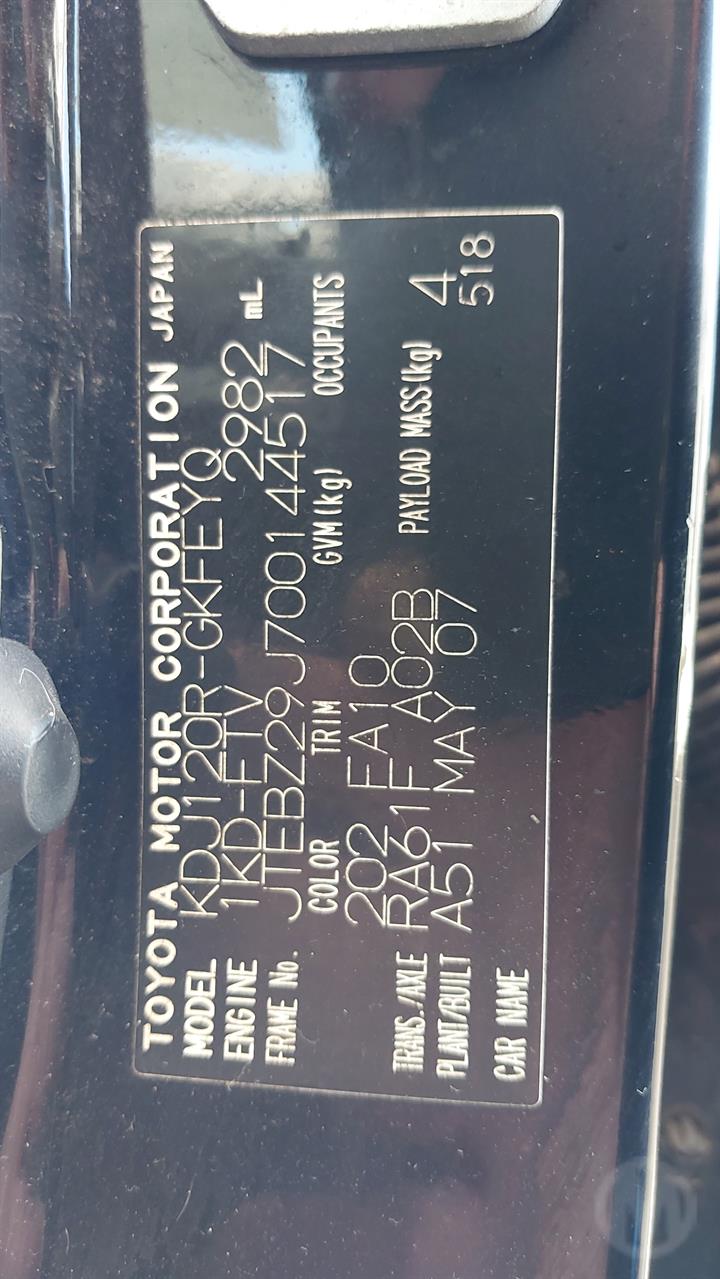 TOYOTA MOTOR CORPORATION JAPAN
MODEL KDJ120R-GKFEYQ
ENGINE 1KD-FTV 2982 mL
FRAME No. JTEBZ29J700144517
COLOR TRIM GVM(kg) OCCUPANTS
202 FA10
TRANS./AXLE RA61F A02B PAYLOAD MASS(kg) 4
PLANT/BUILT A51 MAY 07 518
CAR NAME
M